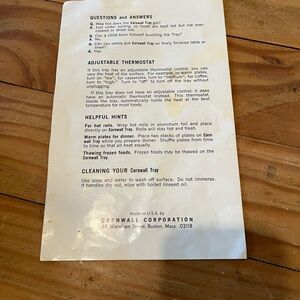 QUESTIONS and ANSWERS
Q. How hot does the Cornwall Tray get?
A. Just under boiling, so foods are kept hot but not over-
cooked or dried out.
Q. Can a child burn himself touching the Tray?
A. No.
Q. Can you safely put Cornwall Tray on finely finished table or
linen?
A. Yes.
ADJUSTABLE THERMOSTAT
If this tray has an adjustable thermostat control, you can
vary the heat of the surface. For example, to warm plates,
turn on "low", for casseroles, turn to "medium", for coffee,
turn to "high". Turn to "off" to turn off the tray without
unplugging.
If this tray does not have an adjustable control, it does
have an automatic thermostat instead. This thermostat,
inside the tray, automatically holds the heat at the best
temperature for most foods.
HELPFUL HINTS
For hot rolls. Wrap hot rolls in aluminum foil and place
directly on Cornwall Tray. Rolls will stay hot and fresh.
Warm plates for dinner. Place two stacks of plates on Corn-
wall Tray while you prepare dinner. Shuffle plates from time
to time so that all heat equally.
Thawing frozen foods. Frozen foods may be thawed on the
Cornwall Tray.
CLEANING YOUR Cornwall Tray
Use soap and water to wash off surface. Do not immerse.
If handles dry out, wipe with boiled linseed oil.
Made in U.S.A. by
CORNWALL CORPORATION
Wareham Street, Boston, Mass. 02118